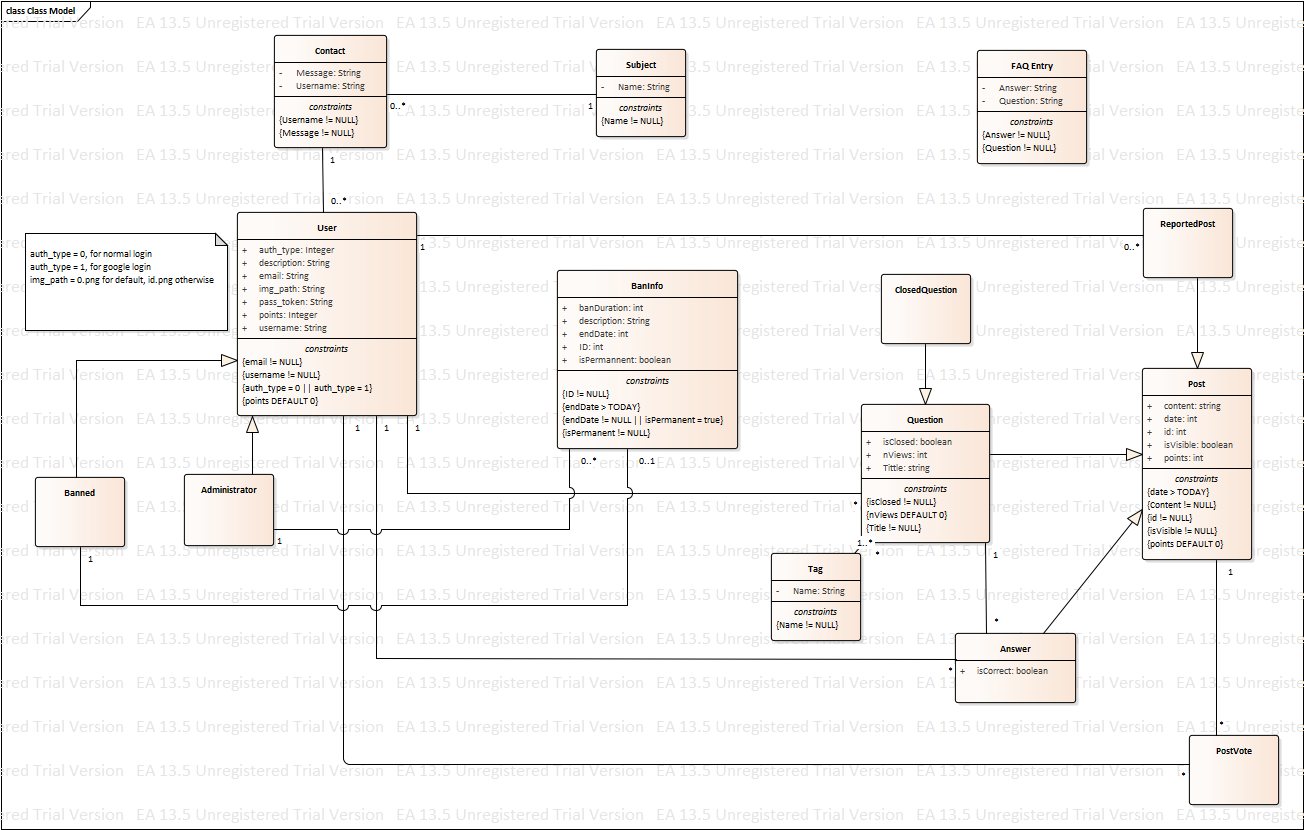 class Class Model
Contact
- Message: String
- Username: String
constraints
{Username != NULL}
{Message != NULL}
0..*
1
Subject
- Name: String
constraints
{Name != NULL}
FAQ Entry
- Answer: String
- Question: String
constraints
{Answer != NULL}
{Question != NULL}
1
0..*
auth_type = 0, for normal login
auth_type = 1, for google login
img_path = 0.png for default, id.png otherwise
User
+ auth_type: Integer
+ description: String
+ email: String
+ img_path: String
+ pass_token: String
+ points: Integer
+ username: String
constraints
{email != NULL}
{username != NULL}
{auth_type = 0 || auth_type = 1}
{points DEFAULT 0}
1
0..*
ReportedPost
BanInfo
+ banDuration: int
+ description: String
+ endDate: int
+ ID: int
+ isPermannent: boolean
constraints
{ID != NULL}
{endDate > TODAY}
{endDate != NULL || isPermanent = true}
{isPermanent != NULL}
ClosedQuestion
Question
+ isClosed: boolean
+ nViews: int
+ Tittle: string
constraints
{isClosed != NULL}
{nViews DEFAULT 0}
{Title != NULL}
Post
+ content: string
+ date: int
+ id: int
+ isVisible: boolean
+ points: int
constraints
{date > TODAY}
{Content != NULL}
{id != NULL}
{isVisible != NULL}
{points DEFAULT 0}
1 1 1
0..* 0..1
Banned
1
Administrator
1
*
1..*
*
Tag
- Name: String
constraints
{Name != NULL}
1
*
Answer
+ isCorrect: boolean
*
1
*
PostVote
*
EA 13.5 Unregistered Trial Version